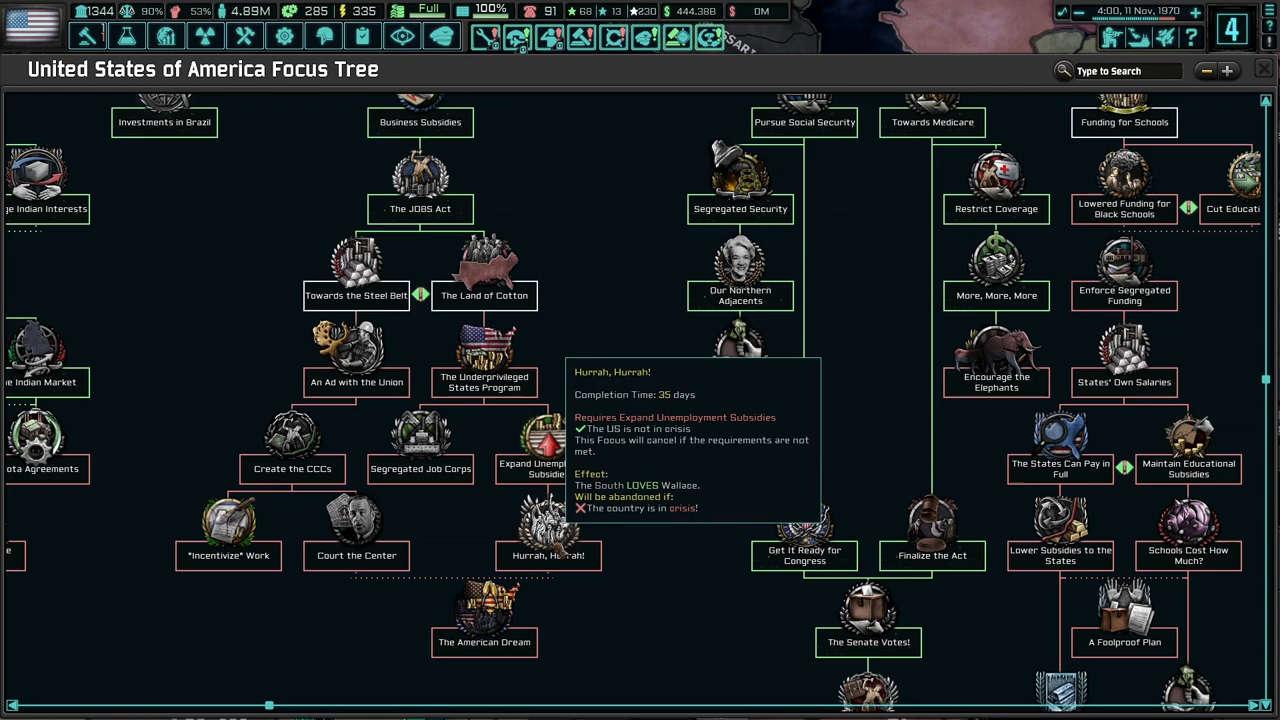 1344 90% 53% 4.89M 285 335 Full 100% 91 68 13 230 444.38B 0M 4:00, 11 Nov, 1970
4
United States of America Focus Tree
Type to Search
Investments in Brazil
Business Subsidies
Pursue Social Security
Towards Medicare
Funding for Schools
ge Indian Interests
The JOBS Act
Segregated Security
Restrict Coverage
Lowered Funding for
Black Schools
Cut Educati
Towards the Steel Belt
The Land of Cotton
Our Northern
Adjacents
More, More, More
Enforce Segregated
Funding
e Indian Market
An Ad with the Union
The Underprivileged
States Program
Encourage the
Elephants
States' Own Salaries
Hurrah, Hurrah!
Completion Time: 35 days
Requires Expand Unemployment Subsidies
The US is not in crisis
This Focus will cancel if the requirements are not
met.
Effect:
The South LOVES Wallace.
Will be abandoned if:
The country is in crisis!
ota Agreements
Create the CCCs
Segregated Job Corps
Expand Unempl
Subsidie
The States Can Pay in
Full
Maintain Educational
Subsidies
*Incentivize* Work
Court the Center
Hurrah, Hurrah!
Get It Ready for
Congress
Finalize the Act
Lower Subsidies to the
States
Schools Cost How
Much?
The American Dream
The Senate Votes!
A Foolproof Plan